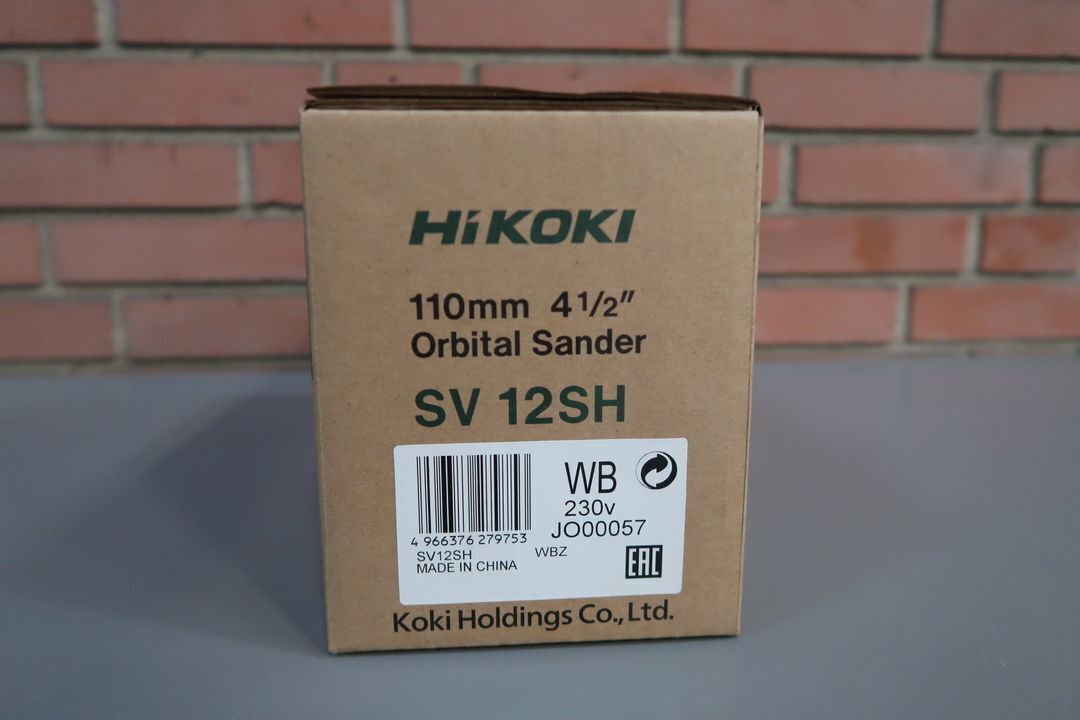 HiKOKI
110mm 4 1/2"
Orbital Sander
SV 12SH
WB
230v
JO00057
4 966376 279753
SV12SH WBZ
MADE IN CHINA
EAC
Koki Holdings Co., Ltd.